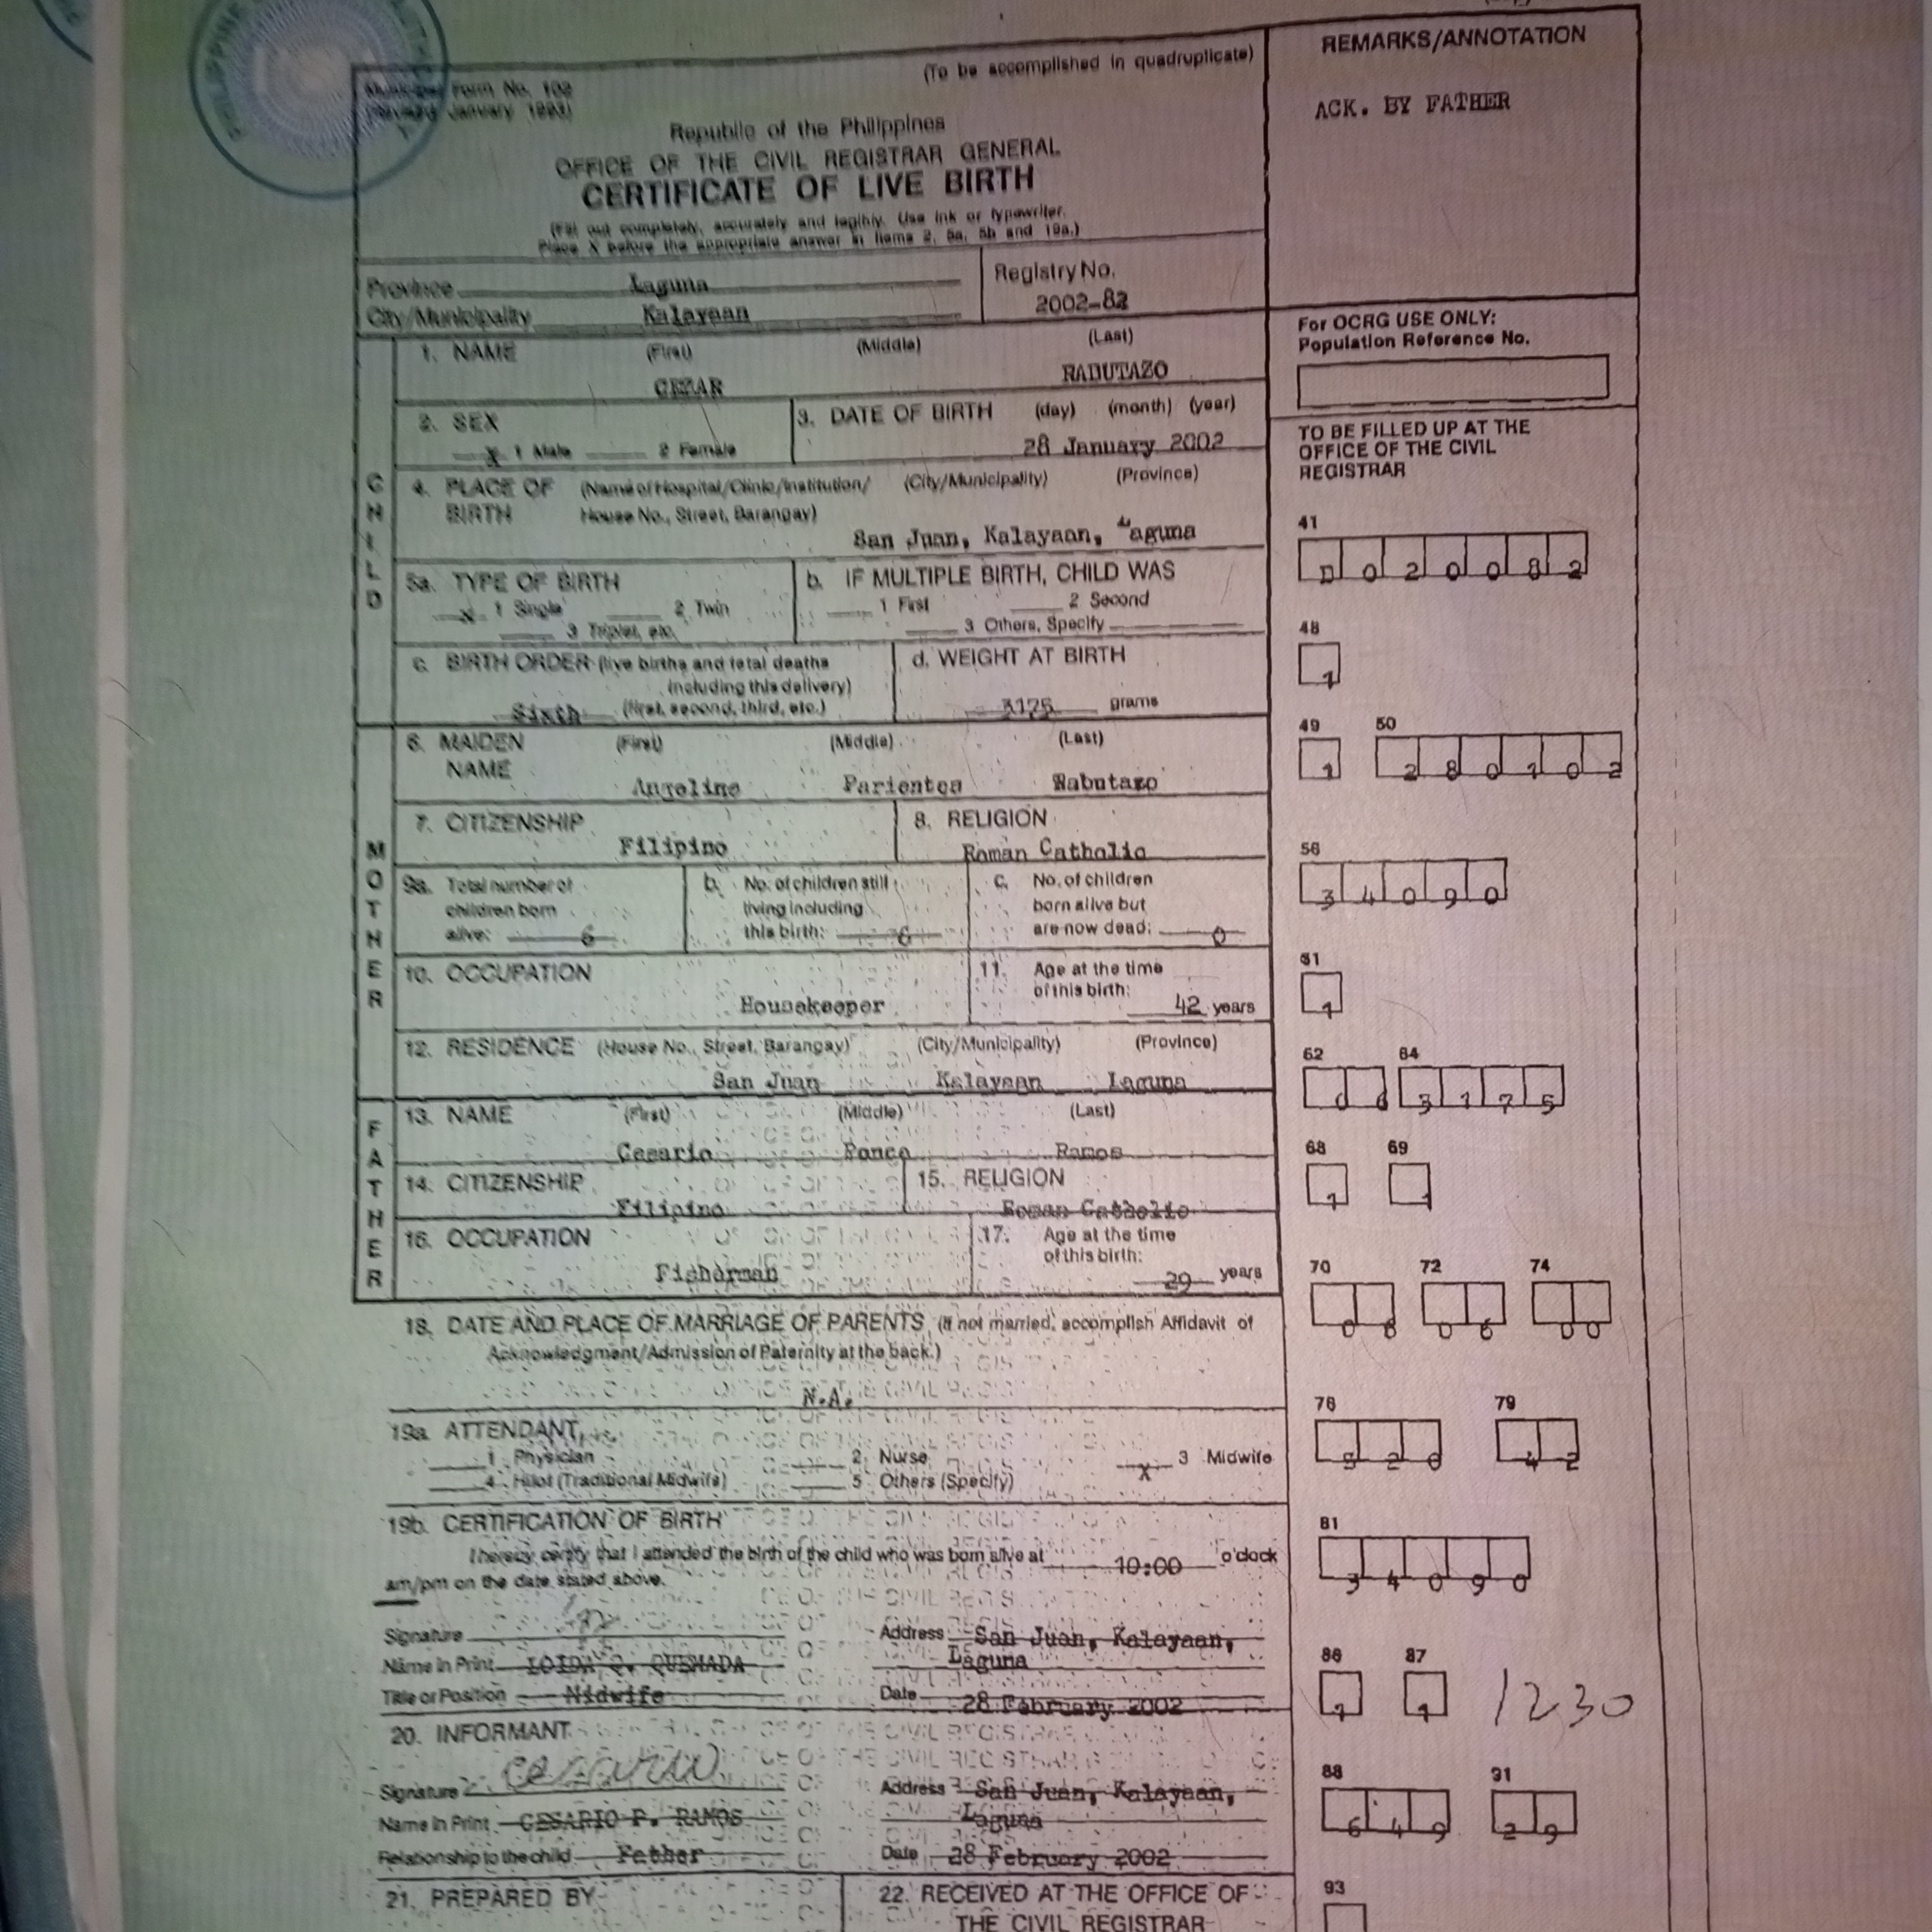 Municipal Form No. 102
(Revised January 1993)
(To be accomplished in quadruplicate)
Republic of the Philippines
OFFICE OF THE CIVIL REGISTRAR GENERAL
CERTIFICATE OF LIVE BIRTH
(Fill out completely, accurately and legibly. Use ink or typewriter.
Place X before the appropriate answer in items 2, 5a, 5b and 19a.)
REMARKS/ANNOTATION
ACK. BY FATHER
Province Laguna
City/Municipality Kalayaan
Registry No.
2002-82
For OCRG USE ONLY:
Population Reference No.
1. NAME (First) (Middle) (Last)
CEZAR RABUTAZO
2. SEX
X 1 Male 2 Female
3. DATE OF BIRTH (day) (month) (year)
28 January 2002
TO BE FILLED UP AT THE
OFFICE OF THE CIVIL
REGISTRAR
CHILD
4. PLACE OF (Name of Hospital/Clinic/Institution/ (City/Municipality) (Province)
BIRTH House No., Street, Barangay)
San Juan, Kalayaan, Laguna
41
0 2 0 0 8 2
5a. TYPE OF BIRTH
x 1 Single 2 Twin
3 Triplet, etc.
b. IF MULTIPLE BIRTH, CHILD WAS
1 First 2 Second
3 Others, Specify
48
1
c. BIRTH ORDER (live births and fetal deaths
including this delivery)
Sixth (first, second, third, etc.)
d. WEIGHT AT BIRTH
3175 grams
49 50
1 2 8 0 1 0 2
MOTHER
6. MAIDEN (First) (Middle) (Last)
NAME
Angeline Parientes Rabutazo
7. CITIZENSHIP
Filipino
8. RELIGION
Roman Catholic
56
3 4 0 9 0
9a. Total number of
children born
alive: 6
b. No. of children still
living including
this birth: 6
c. No. of children
born alive but
are now dead: 0
10. OCCUPATION
Housekeeper
11. Age at the time
of this birth:
42 years
61
1
12. RESIDENCE (House No., Street, Barangay) (City/Municipality) (Province)
San Juan Kalayaan Laguna
62 64
0 6 3 1 7 5
FATHER
13. NAME (First) (Middle) (Last)
Cesario Ponce Ramos
14. CITIZENSHIP
Filipino
15. RELIGION
Roman Catholic
68 69
1 1
16. OCCUPATION
Fisherman
17. Age at the time
of this birth:
29 years
70 72 74
0 6 0 6 0 0
18. DATE AND PLACE OF MARRIAGE OF PARENTS (If not married, accomplish Affidavit of
Acknowledgment/Admission of Paternity at the back.)
N.A.
19a. ATTENDANT
1 Physician 2 Nurse X 3 Midwife
4 Hilot (Traditional Midwife) 5 Others (Specify)
76 79
5 2 0 4 2
19b. CERTIFICATION OF BIRTH
I hereby certify that I attended the birth of the child who was born alive at 10:00 o'clock
am/pm on the date stated above.
81
3 4 0 9 0
Signature
Name in Print LOIDA Q. QUEMADA
Title or Position Midwife
Address San Juan, Kalayaan,
Laguna
Date 28 February 2002
86 87
1 1 1230
20. INFORMANT
Signature cesario
Name in Print CESARIO P. RAMOS
Relationship to the child Father
Address San Juan, Kalayaan,
Laguna
Date 28 February 2002
88 91
6 4 9 2 9
21. PREPARED BY
22. RECEIVED AT THE OFFICE OF
THE CIVIL REGISTRAR
93